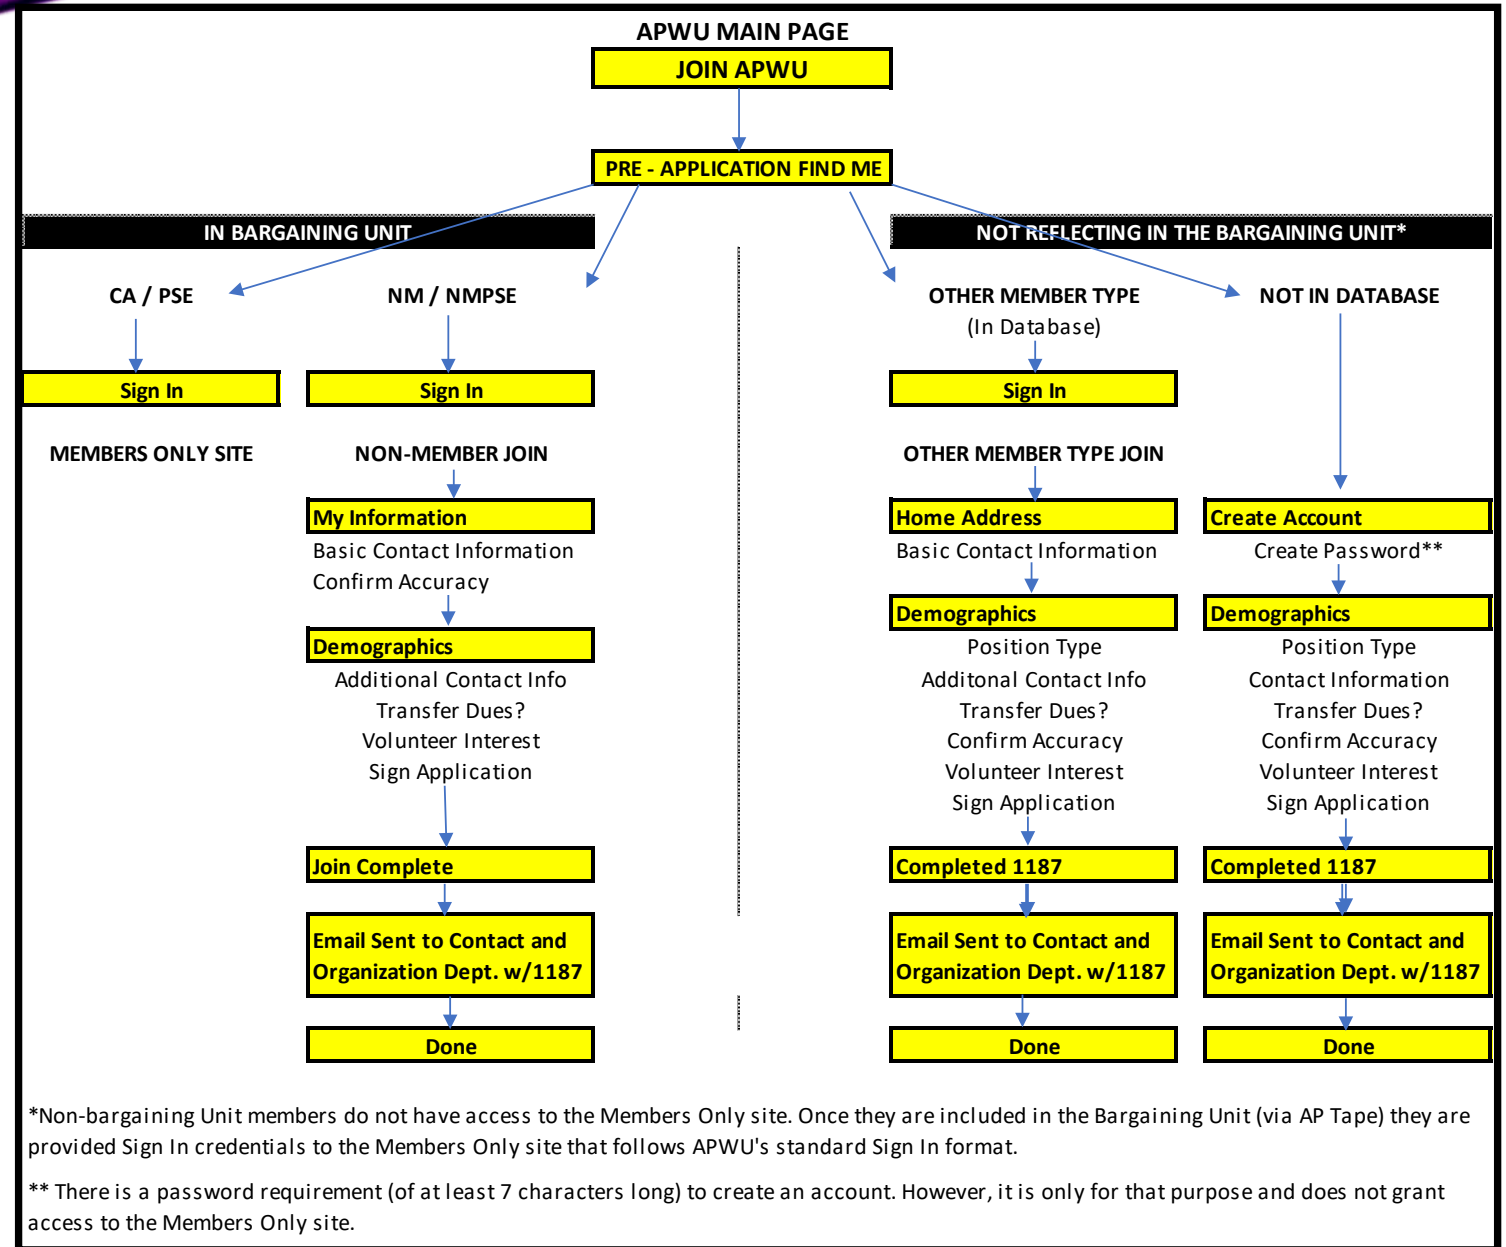 APWU MAIN PAGE
JOIN APWU
PRE - APPLICATION FIND ME
IN BARGAINING UNIT
CA / PSE
Sign In
MEMBERS ONLY SITE
NM / NMPSE
Sign In
NON-MEMBER JOIN
My Information
Basic Contact Information
Confirm Accuracy
Demographics
Additional Contact Info
Transfer Dues?
Volunteer Interest
Sign Application
Join Complete
Email Sent to Contact and
Organization Dept. w/1187
Done
NOT REFLECTING IN THE BARGAINING UNIT*
OTHER MEMBER TYPE
(In Database)
Sign In
OTHER MEMBER TYPE JOIN
Home Address
Basic Contact Information
Demographics
Position Type
Additonal Contact Info
Transfer Dues?
Confirm Accuracy
Volunteer Interest
Sign Application
Completed 1187
Email Sent to Contact and
Organization Dept. w/1187
Done
NOT IN DATABASE
Create Account
Create Password**
Demographics
Position Type
Contact Information
Transfer Dues?
Confirm Accuracy
Volunteer Interest
Sign Application
Completed 1187
Email Sent to Contact and
Organization Dept. w/1187
Done
*Non-bargaining Unit members do not have access to the Members Only site. Once they are included in the Bargaining Unit (via AP Tape) they are
provided Sign In credentials to the Members Only site that follows APWU's standard Sign In format.
** There is a password requirement (of at least 7 characters long) to create an account. However, it is only for that purpose and does not grant
access to the Members Only site.